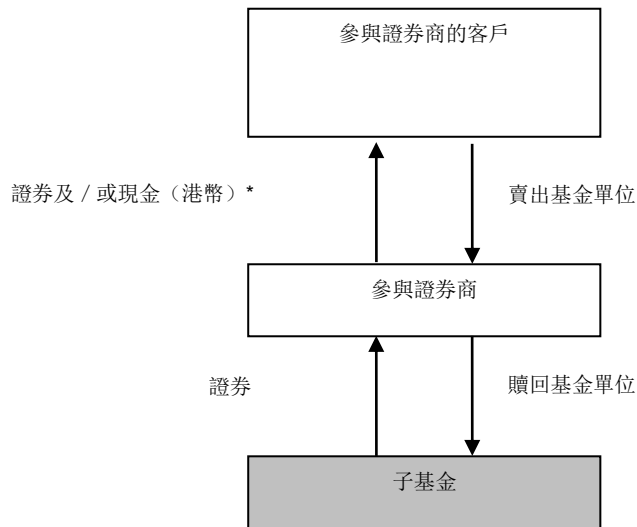 參與證券商的客戶
證券及 / 或現金（港幣）*
賣出基金單位
參與證券商
證券
贖回基金單位
子基金